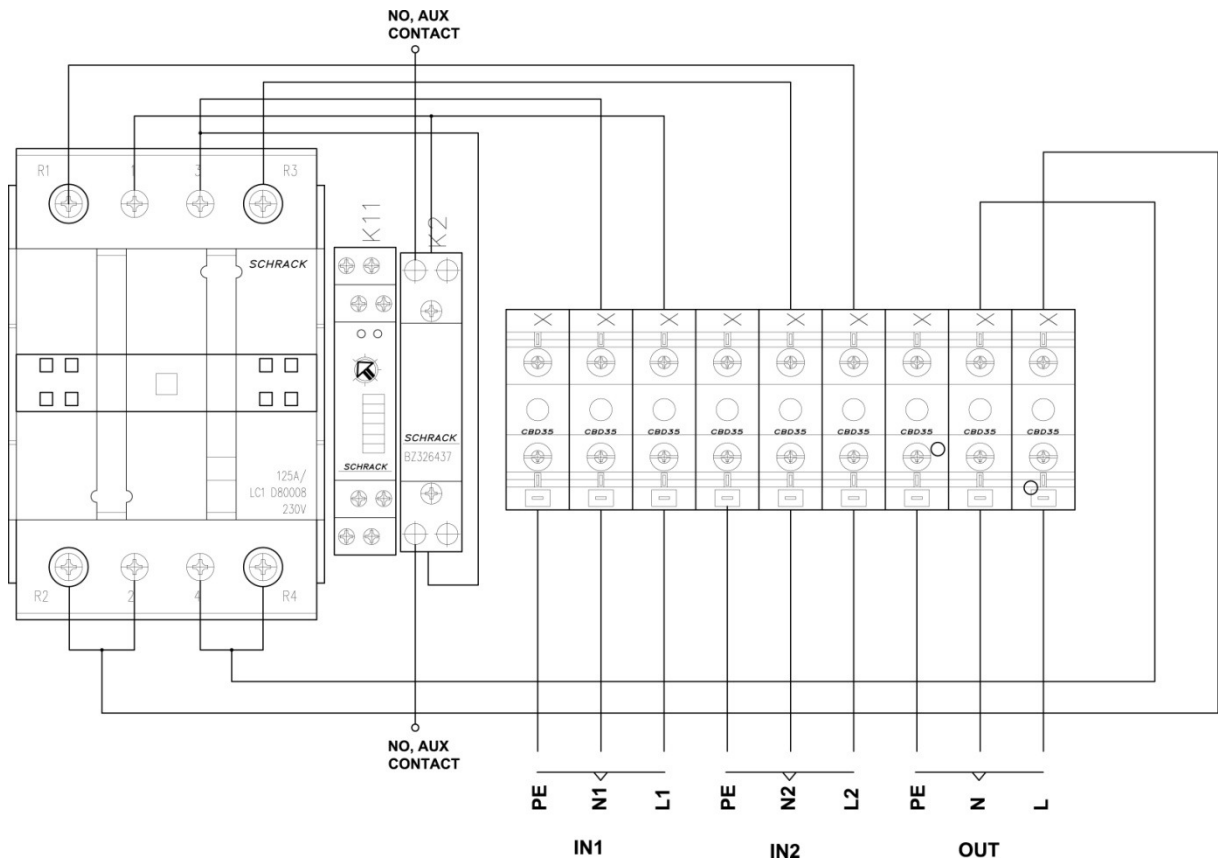 NO, AUX
CONTACT
R1
1
3
R3
K11
K2
SCHRACK
125A/
LC1 D80008
230V
SCHRACK
SCHRACK
BZ326437
X X X X X X X X X
CBD35 CBD35 CBD35 CBD35 CBD35 CBD35 CBD35 CBD35 CBD35
R2
2
4
R4
NO, AUX
CONTACT
PE N1 L1 PE N2 L2 PE N L
IN1 IN2 OUT